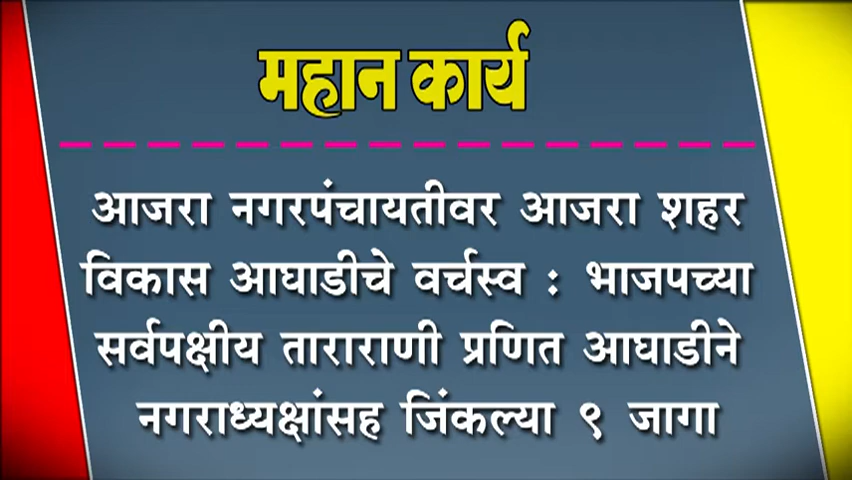 महान कार्य
आजरा नगरपंचायतीवर आजरा शहर
विकास आघाडीचे वर्चस्व : भाजपच्या
सर्वपक्षीय ताराराणी प्रणित आघाडीने
नगराध्यक्षांसह जिंकल्या ९ जागा